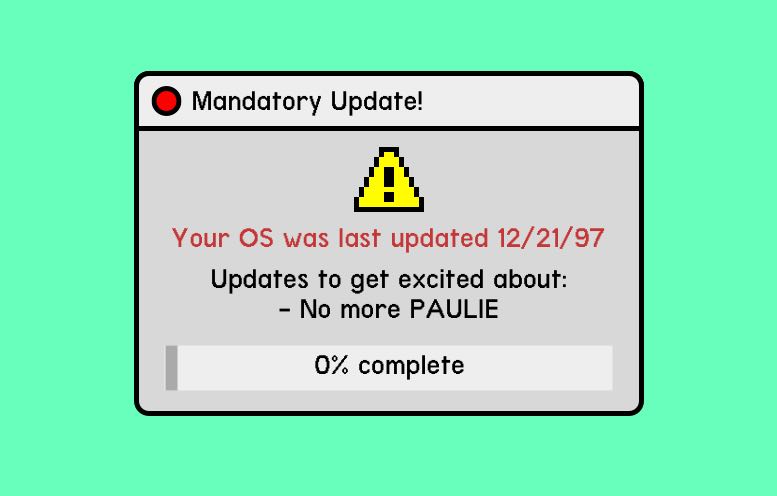 Mandatory Update!
Your OS was last updated 12/21/97
Updates to get excited about:
- No more PAULIE
0% complete